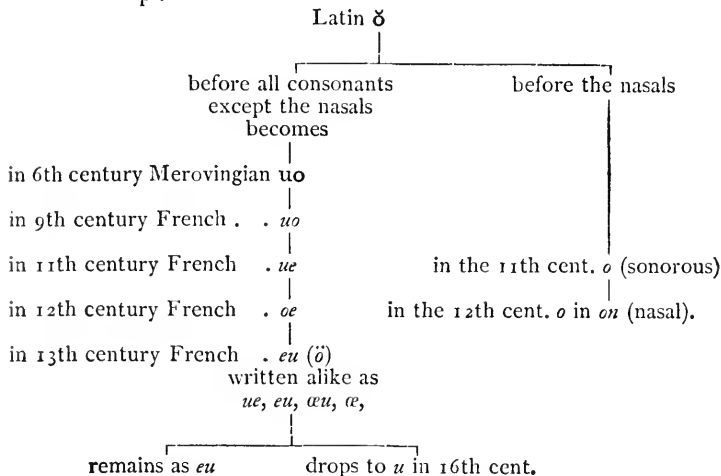 Latin ŏ
before all consonants before the nasals
except the nasals
becomes
in 6th century Merovingian uo
in 9th century French . . uo
in 11th century French . ue in the 11th cent. o (sonorous)
in 12th century French . oe in the 12th cent. o in on (nasal).
in 13th century French . eu (ö)
written alike as
ue, eu, œu, œ,
remains as eu drops to u in 16th cent.